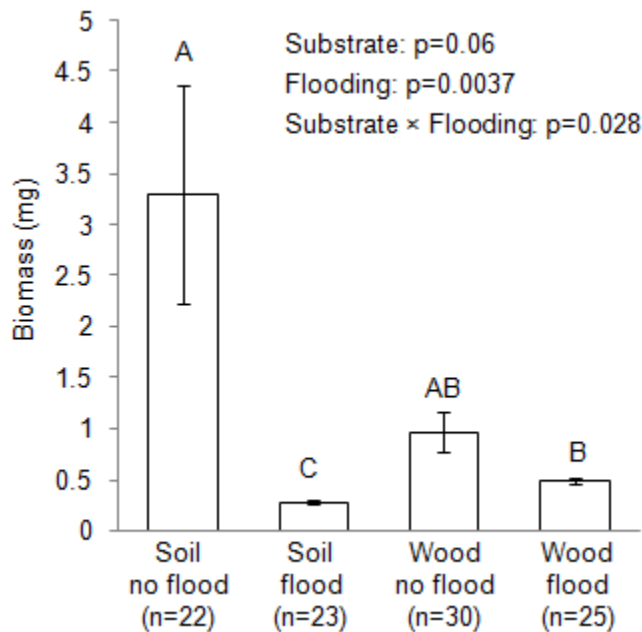 5
4.5
4
3.5
3
2.5
2
1.5
1
0.5
0
Biomass (mg)
Substrate: p=0.06
Flooding: p=0.0037
Substrate × Flooding: p=0.028
A
C
AB
B
Soil
no flood
(n=22)
Soil
flood
(n=23)
Wood
no flood
(n=30)
Wood
flood
(n=25)